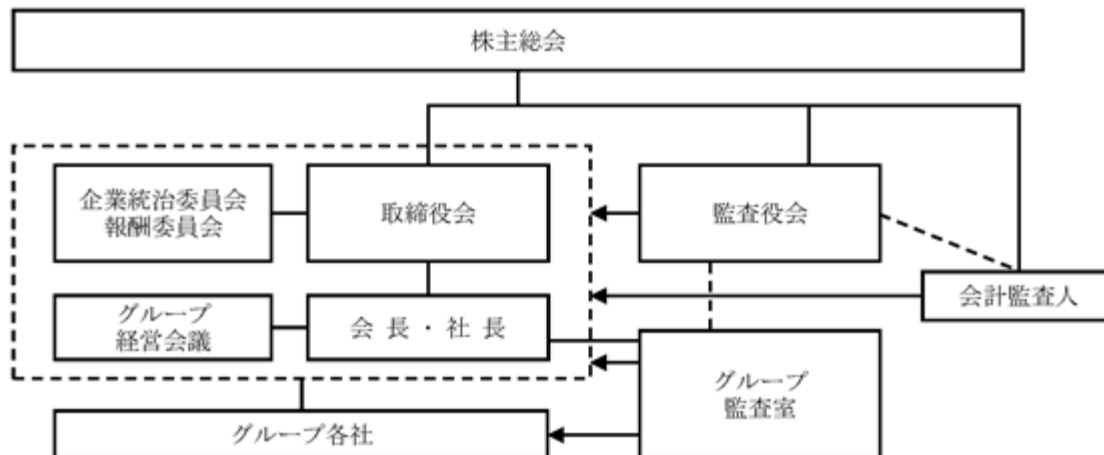 株主総会
企業統治委員会
報酬委員会
取締役会
監査役会
会計監査人
グループ
経営会議
会 長 ・ 社 長
グループ
監査室
グループ各社